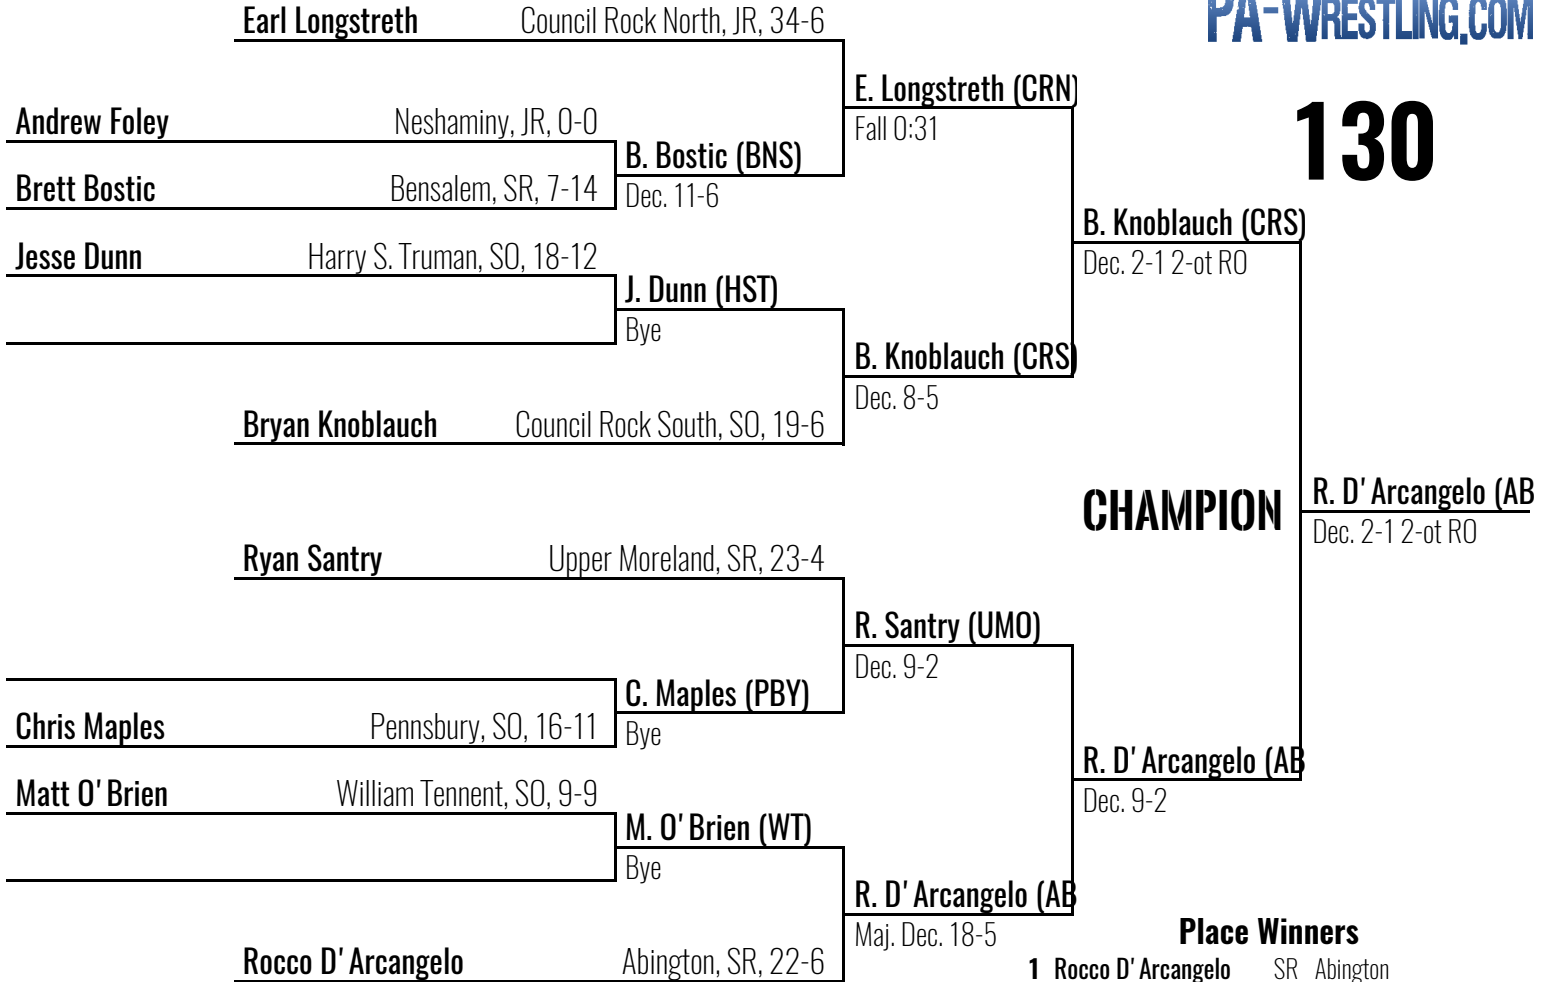 PA-WRESTLING.COM
130
Earl Longstreth Council Rock North, JR, 34-6
E. Longstreth (CRN)
Fall 0:31
Andrew Foley Neshaminy, JR, 0-0
B. Bostic (BNS)
Dec. 11-6
Brett Bostic Bensalem, SR, 7-14
B. Knoblauch (CRS)
Dec. 2-1 2-ot RO
Jesse Dunn Harry S. Truman, SO, 18-12
J. Dunn (HST)
Bye
B. Knoblauch (CRS)
Dec. 8-5
Bryan Knoblauch Council Rock South, SO, 19-6
CHAMPION
R. D'Arcangelo (AB
Dec. 2-1 2-ot RO
Ryan Santry Upper Moreland, SR, 23-4
R. Santry (UMO)
Dec. 9-2
C. Maples (PBY)
Bye
Chris Maples Pennsbury, SO, 16-11
R. D'Arcangelo (AB
Dec. 9-2
Matt O'Brien William Tennent, SO, 9-9
M. O'Brien (WT)
Bye
R. D'Arcangelo (AB
Maj. Dec. 18-5
Rocco D'Arcangelo Abington, SR, 22-6
Place Winners
1 Rocco D'Arcangelo SR Abington